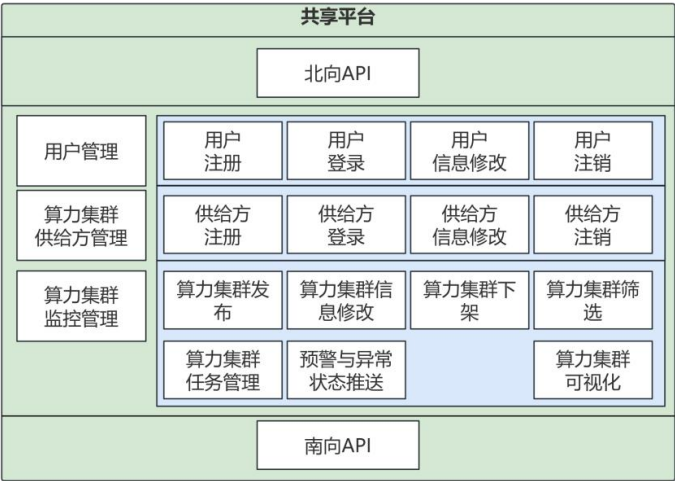 共享平台
北向API
用户管理
用户
注册
用户
登录
用户
信息修改
用户
注销
算力集群
供给方管理
供给方
注册
供给方
登录
供给方
信息修改
供给方
注销
算力集群
监控管理
算力集群发
布
算力集群信
息修改
算力集群下
架
算力集群筛
选
算力集群
任务管理
预警与异常
状态推送
算力集群
可视化
南向API